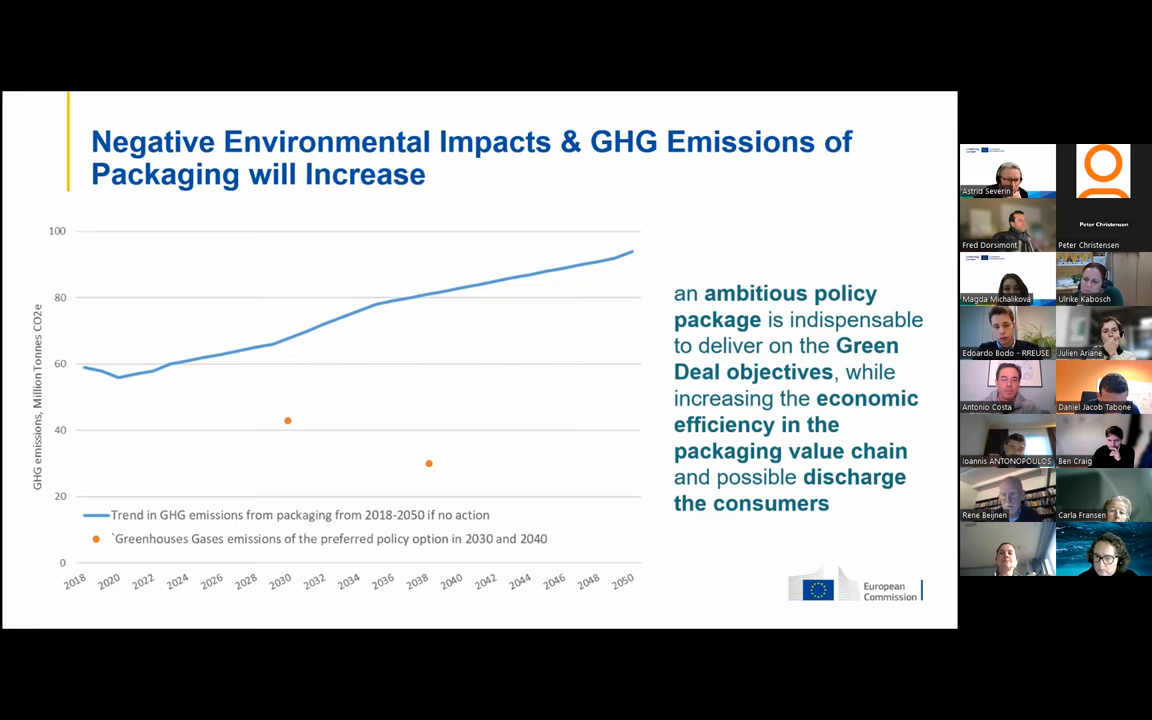 Negative Environmental Impacts & GHG Emissions of
Packaging will Increase
100
80
60
40
20
0
GHG emissions, Million Tonnes CO2e
Trend in GHG emissions from packaging from 2018-2050 if no action
`Greenhouses Gases emissions of the preferred policy option in 2030 and 2040
2018
2020
2022
2024
2026
2028
2030
2032
2034
2036
2038
2040
2042
2044
2046
2048
2050
an ambitious policy
package is indispensable
to deliver on the Green
Deal objectives, while
increasing the economic
efficiency in the
packaging value chain
and possible discharge
the consumers
European
Commission
Astrid Severin
Peter Christensen
Fred Dorsimont
Peter Christensen
Magda Michaliková
Ulrike Kabosch
Edoardo Bodo - RREUSE
Julien Ariane
Antonio Costa
Daniel Jacob Tabone
Ioannis ANTONOPOULOS
Ben Craig
Rene Beijnen
Carla Fransen